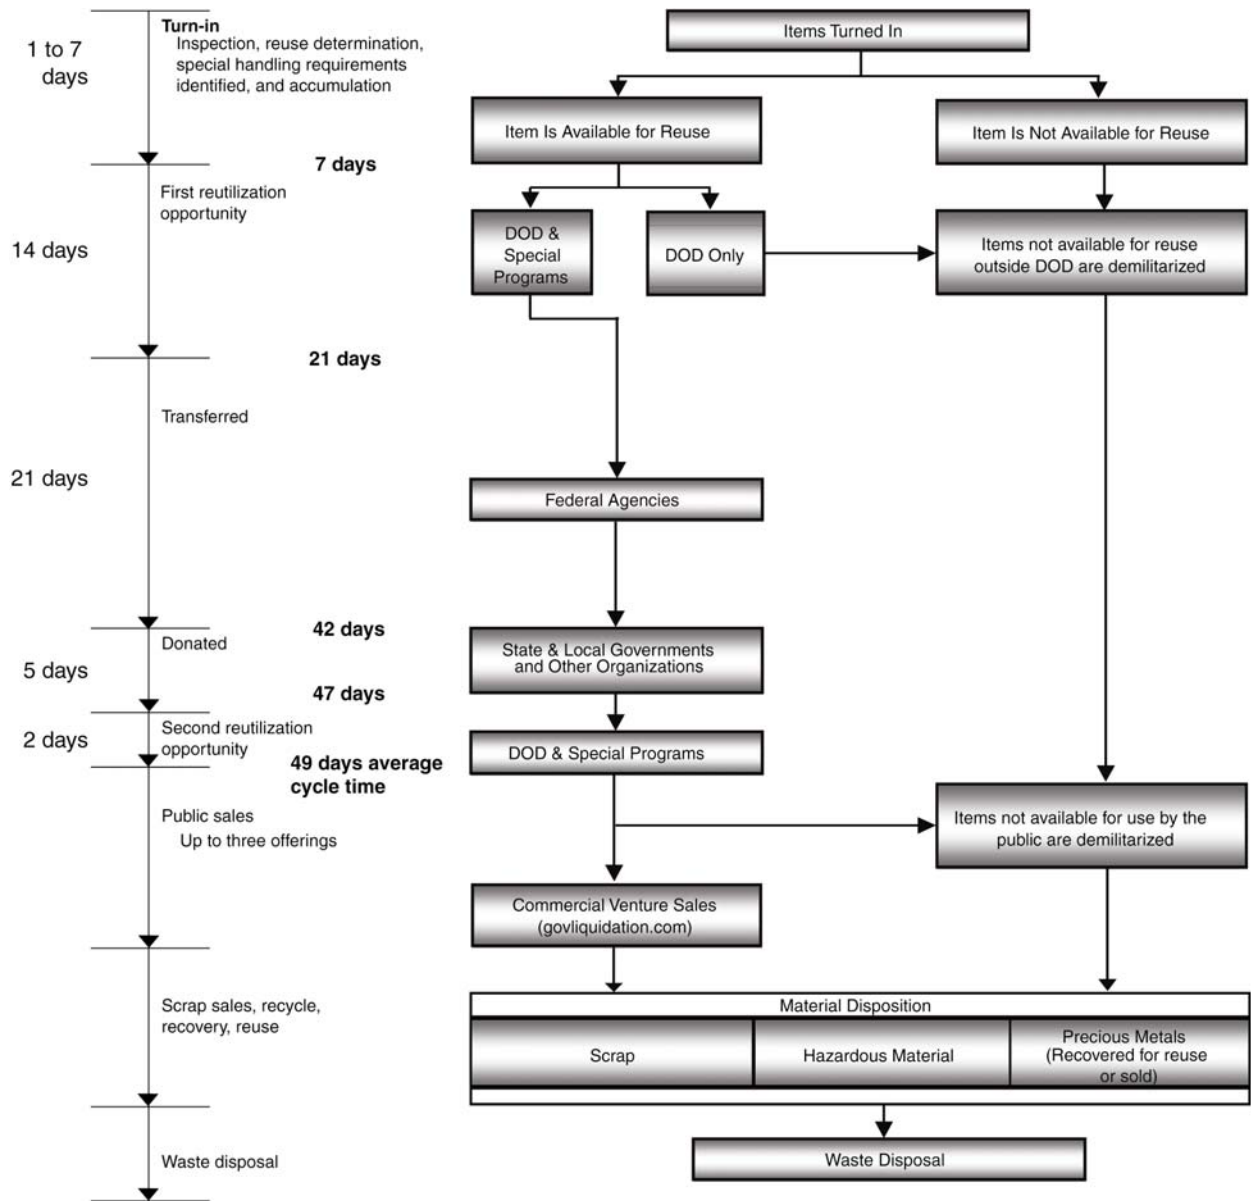 1 to 7
days
Turn-in
Inspection, reuse determination,
special handling requirements
identified, and accumulation
Items Turned In
Item Is Available for Reuse
Item Is Not Available for Reuse
7 days
First reutilization
opportunity
14 days
DOD &
Special
Programs
DOD Only
Items not available for reuse
outside DOD are demilitarized
21 days
Transferred
21 days
Federal Agencies
42 days
Donated
5 days
State & Local Governments
and Other Organizations
47 days
2 days
Second reutilization
opportunity
DOD & Special Programs
49 days average
cycle time
Public sales
Up to three offerings
Items not available for use by the
public are demilitarized
Commercial Venture Sales
(govliquidation.com)
Scrap sales, recycle,
recovery, reuse
Material Disposition
Scrap
Hazardous Material
Precious Metals
(Recovered for reuse
or sold)
Waste disposal
Waste Disposal